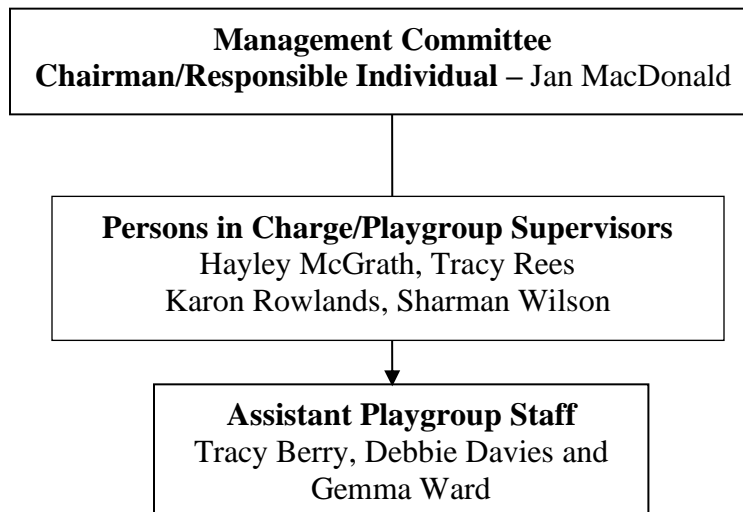 Management Committee
Chairman/Responsible Individual – Jan MacDonald
Persons in Charge/Playgroup Supervisors
Hayley McGrath, Tracy Rees
Karon Rowlands, Sharman Wilson
Assistant Playgroup Staff
Tracy Berry, Debbie Davies and
Gemma Ward